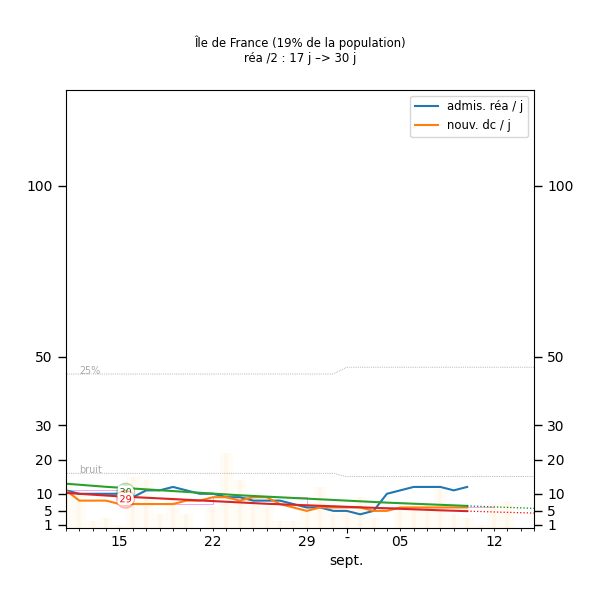 Île de France (19% de la population)
réa /2 : 17 j –> 30 j
admis. réa / j
nouv. dc / j
100 100
50 50
25%
30 30
20 20
bruit
10 10
30
29
5 5
1 1
15 22 29 - 05 12
sept.